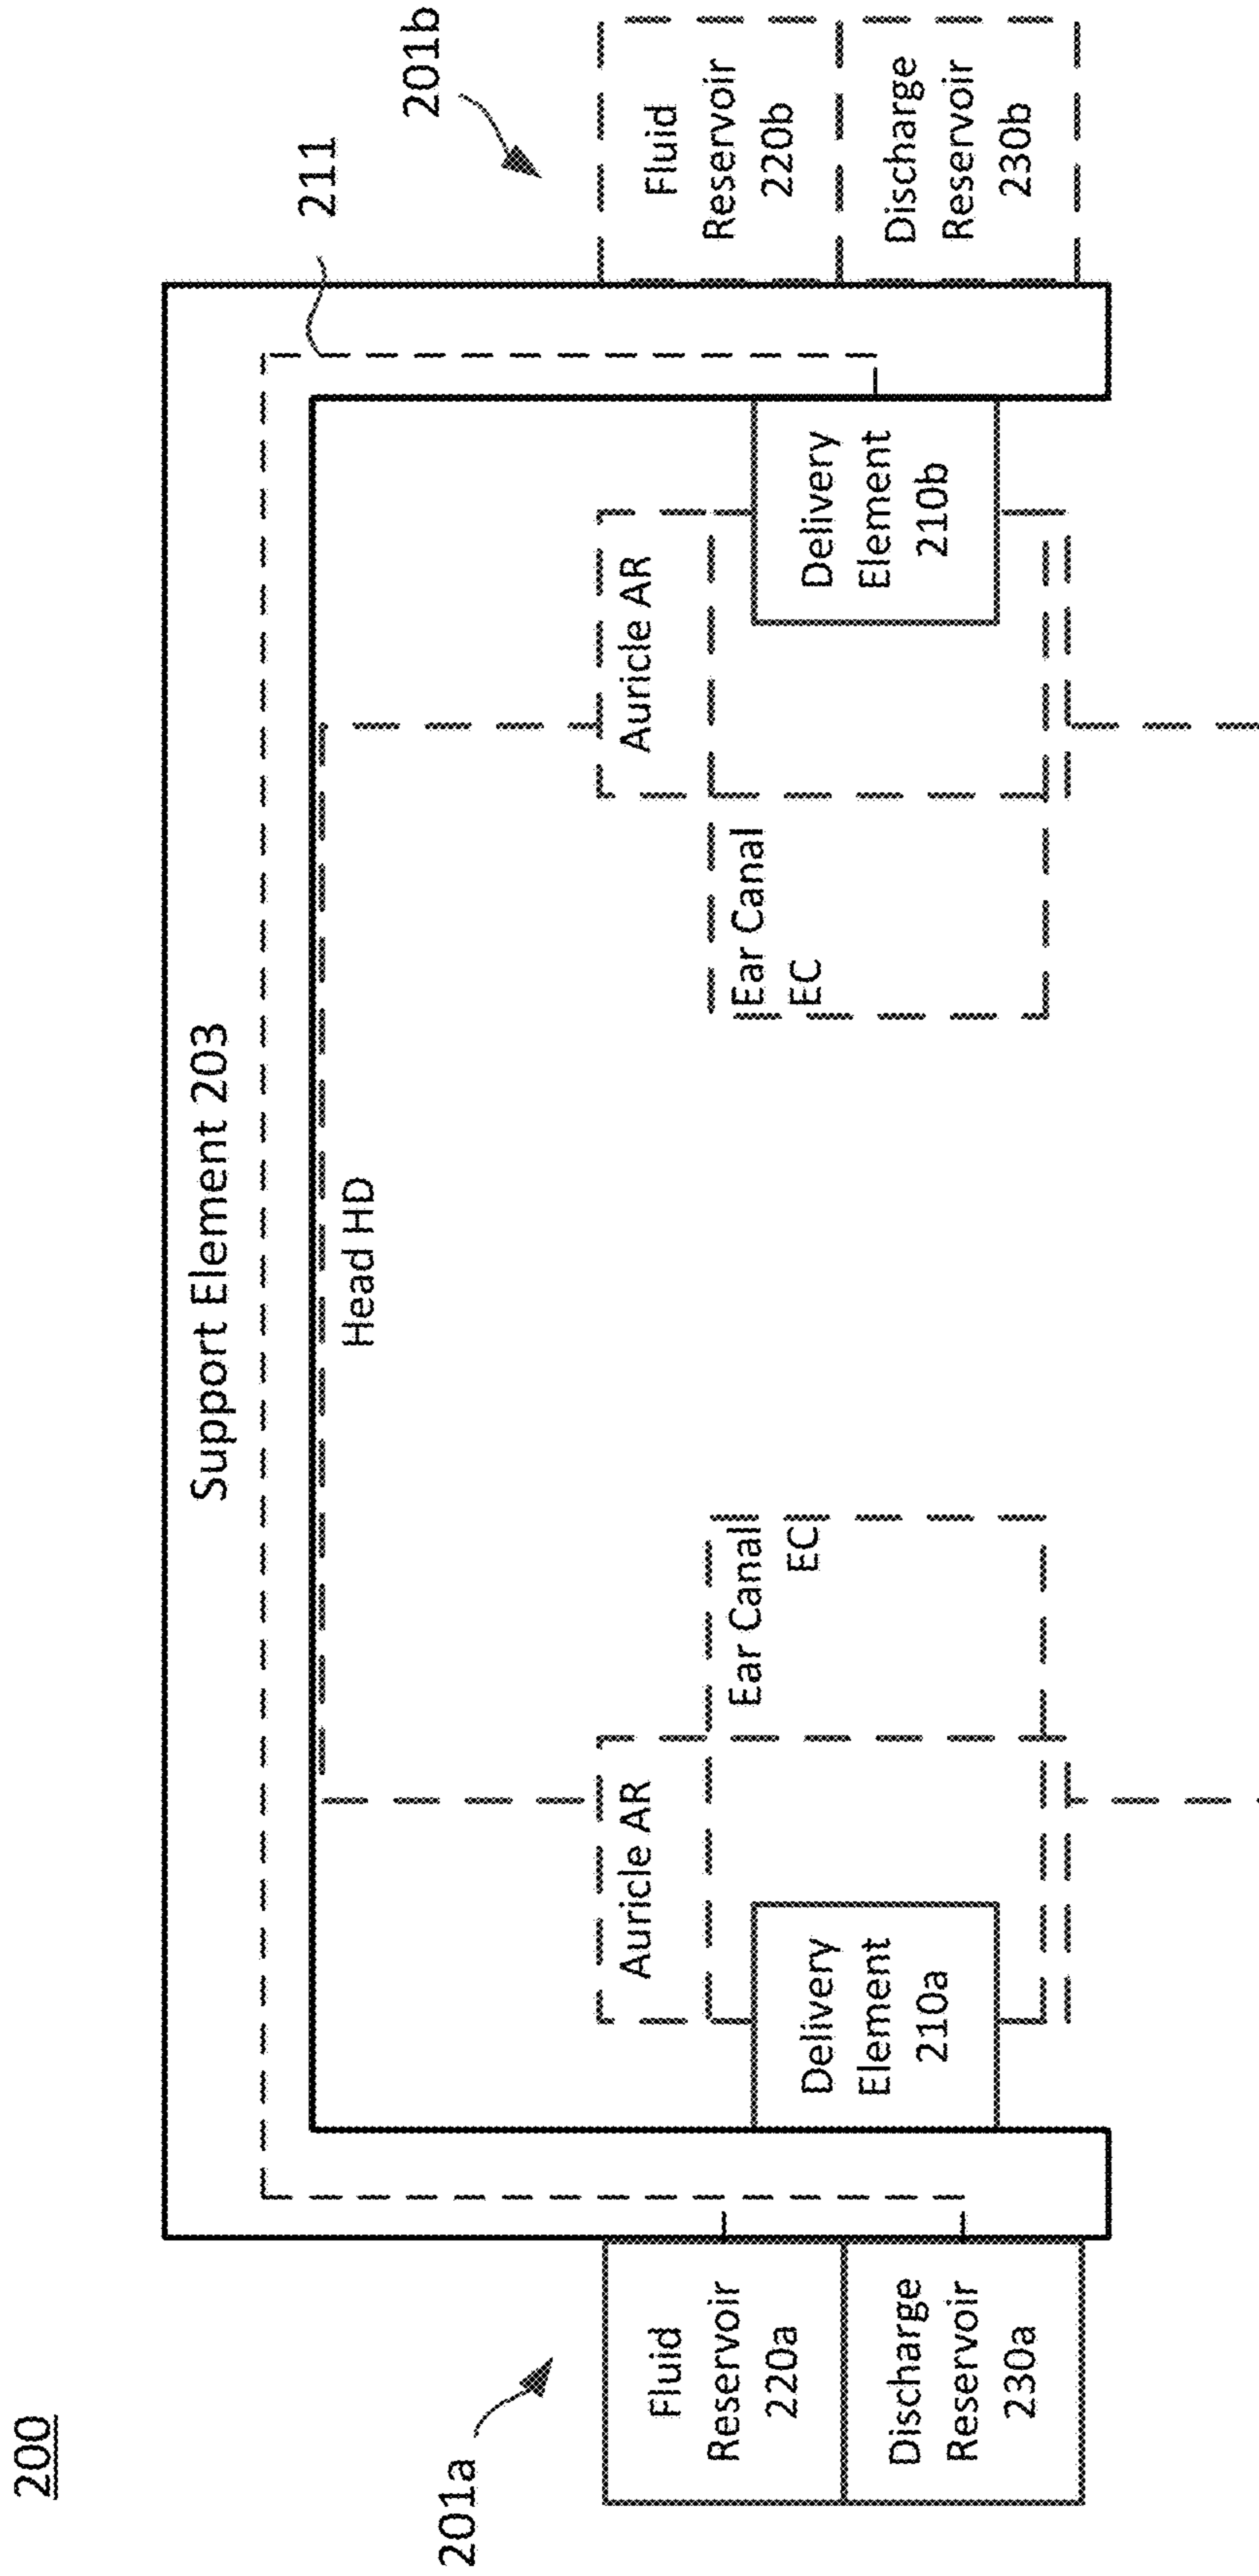 200
Support Element 203
211
201a
201b
Head HD
Fluid
Reservoir
220a
Discharge
Reservoir
230a
Delivery
Element
210a
Auricle AR
Ear Canal
EC
Ear Canal
EC
Auricle AR
Delivery
Element
210b
Fluid
Reservoir
220b
Discharge
Reservoir
230b